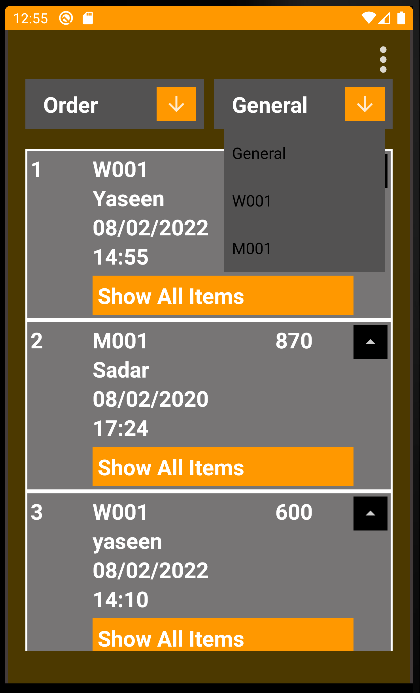 12:55
Order
General
General
W001
M001
1
W001
Yaseen
08/02/2022
14:55
Show All Items
2
M001
870
Sadar
08/02/2020
17:24
Show All Items
3
W001
600
yaseen
08/02/2022
14:10
Show All Items